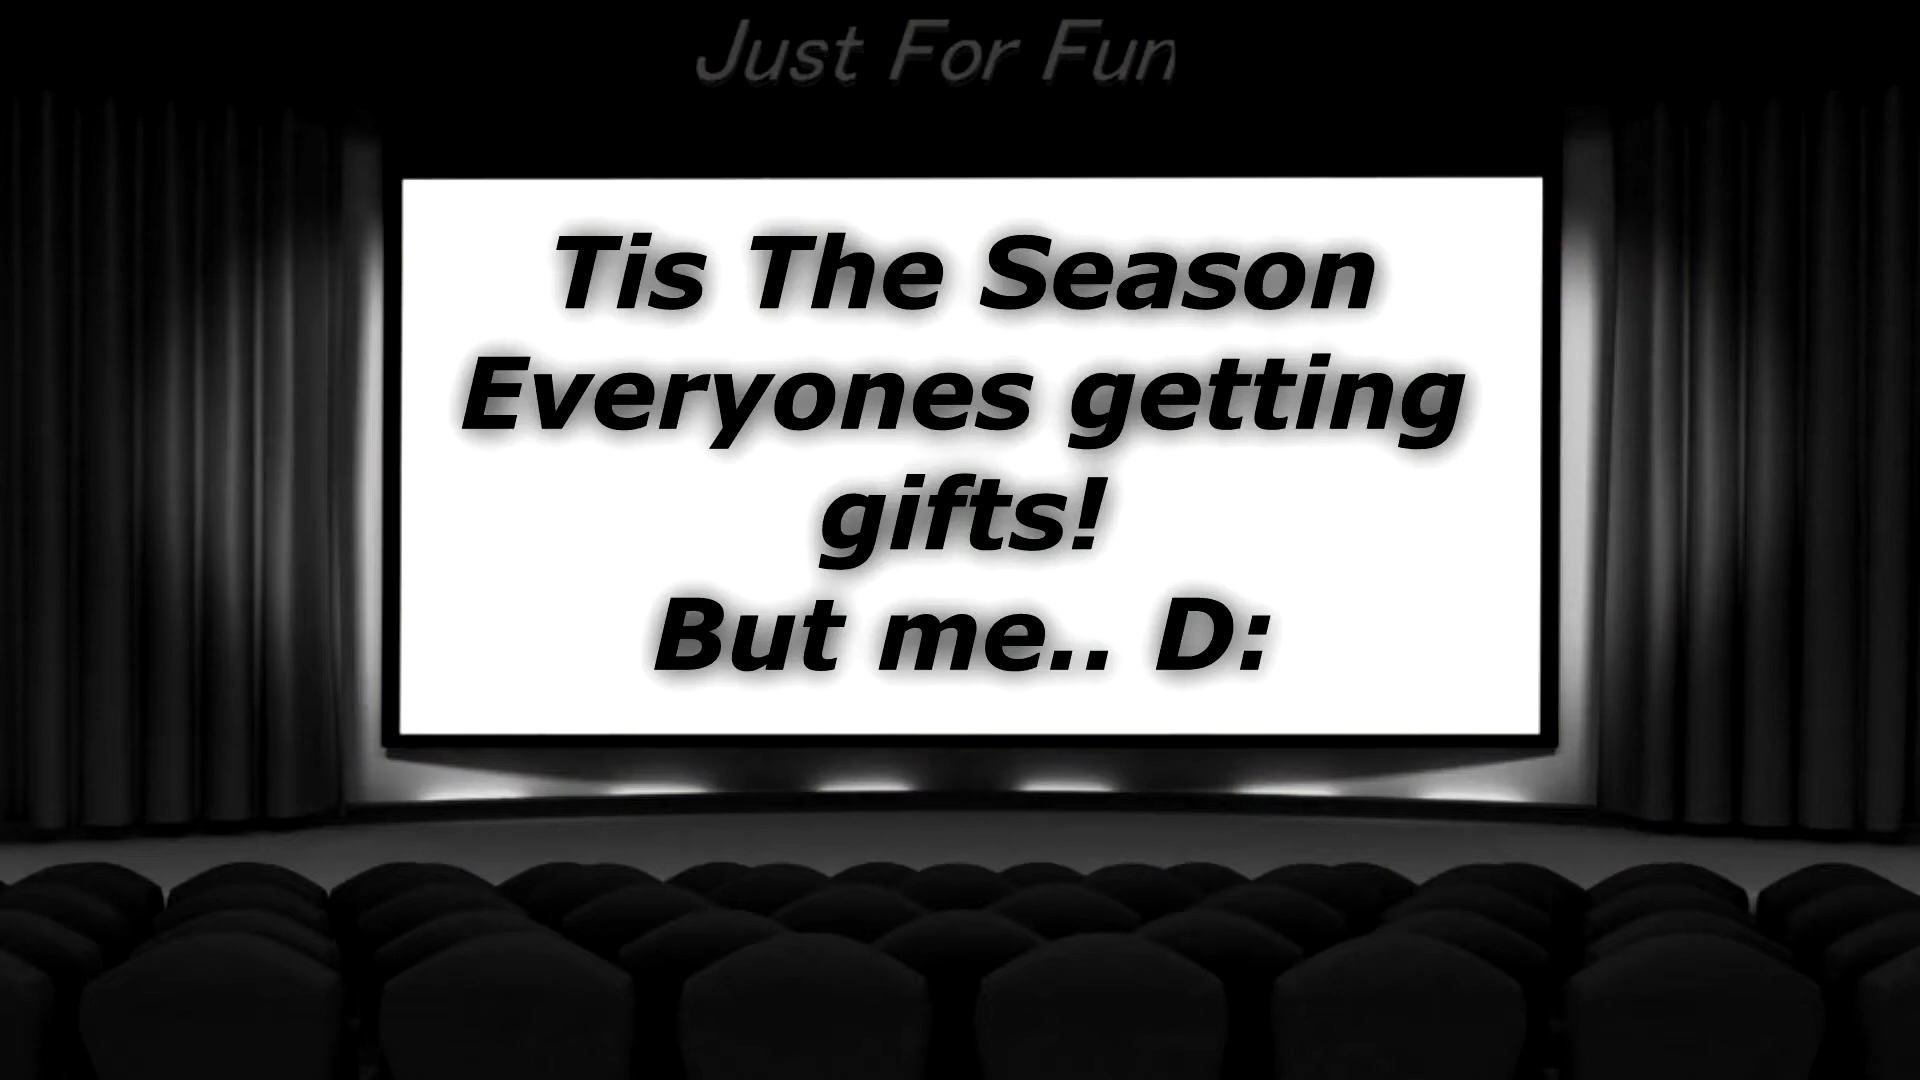 Just For Fun
Tis The Season
Everyones getting
gifts!
But me.. D: